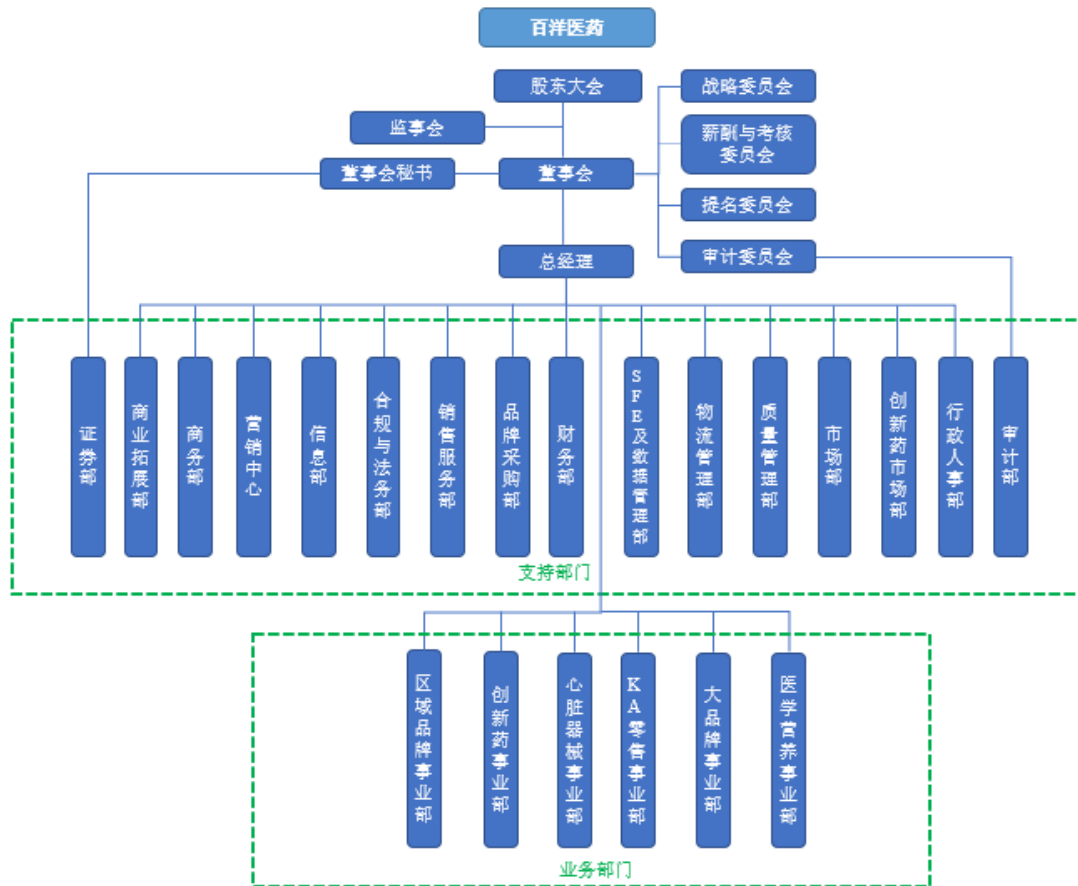 百洋医药
股东大会
战略委员会
监事会
薪酬与考核
委员会
董事会秘书
董事会
提名委员会
总经理
审计委员会
证券部
商业拓展部
商务部
营销中心
信息部
合规与法务部
销售服务部
品牌采购部
财务部
SFE及数据管理部
物流管理部
质量管理部
市场部
创新药市场部
行政人事部
审计部
支持部门
区域品牌事业部
创新药事业部
心脏器械事业部
KA零售事业部
大品牌事业部
医学营养事业部
业务部门